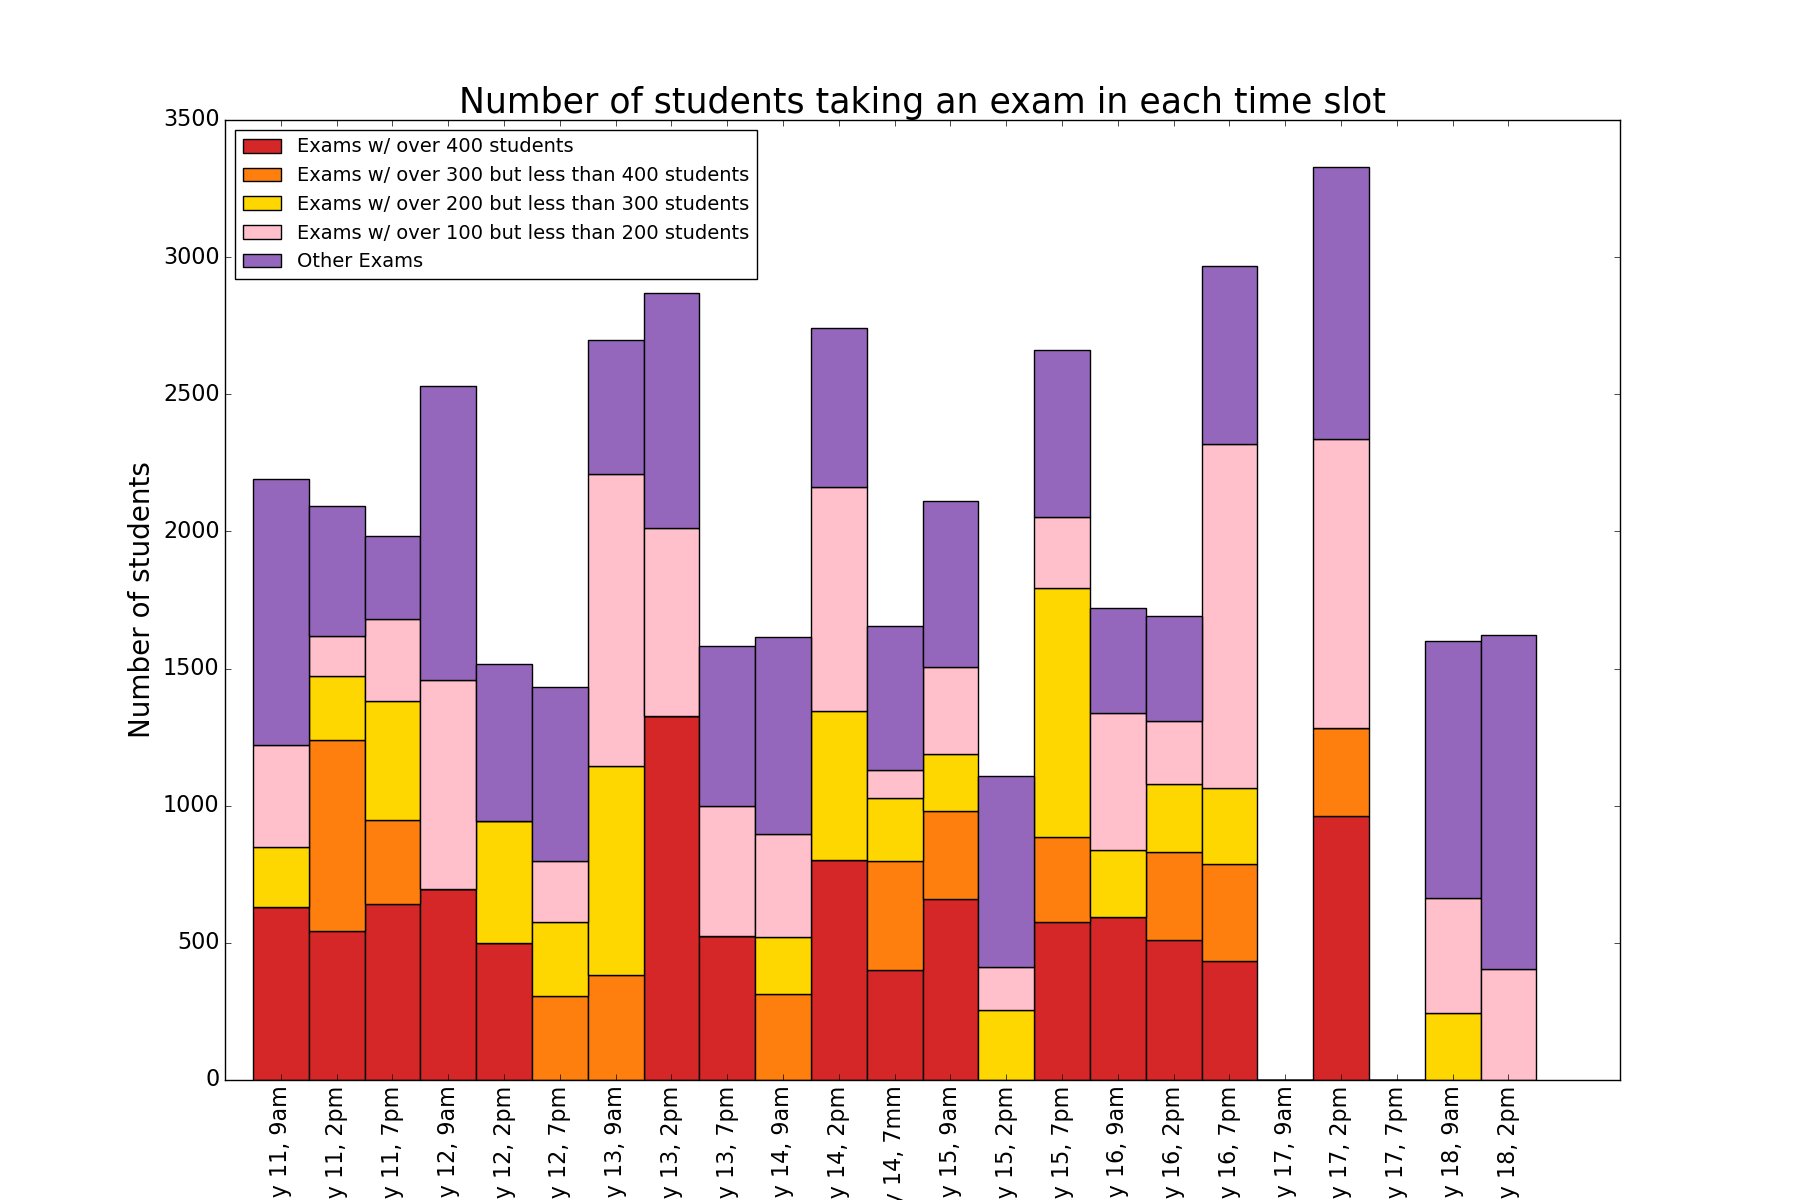 Number of students taking an exam in each time slot
3500
3000
2500
2000
1500
1000
500
0
Number of students
Exams w/ over 400 students
Exams w/ over 300 but less than 400 students
Exams w/ over 200 but less than 300 students
Exams w/ over 100 but less than 200 students
Other Exams
y 11, 9am
y 11, 2pm
y 11, 7pm
y 12, 9am
y 12, 2pm
y 12, 7pm
y 13, 9am
y 13, 2pm
y 13, 7pm
y 14, 9am
y 14, 2pm
y 14, 7mm
y 15, 9am
y 15, 2pm
y 15, 7pm
y 16, 9am
y 16, 2pm
y 16, 7pm
y 17, 9am
y 17, 2pm
y 17, 7pm
y 18, 9am
y 18, 2pm